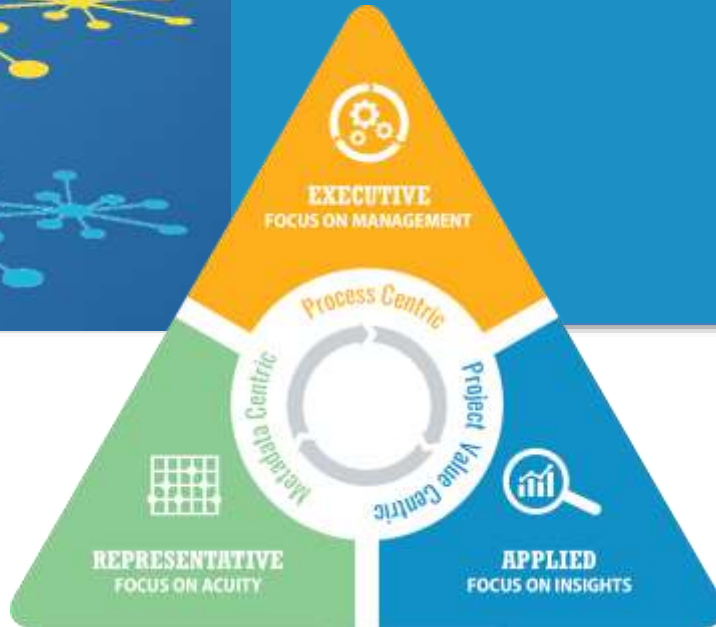 EXECUTIVE
FOCUS ON MANAGEMENT
Process Centric
Metadata Centric
Project Value Centric
REPRESENTATIVE
FOCUS ON ACUITY
APPLIED
FOCUS ON INSIGHTS